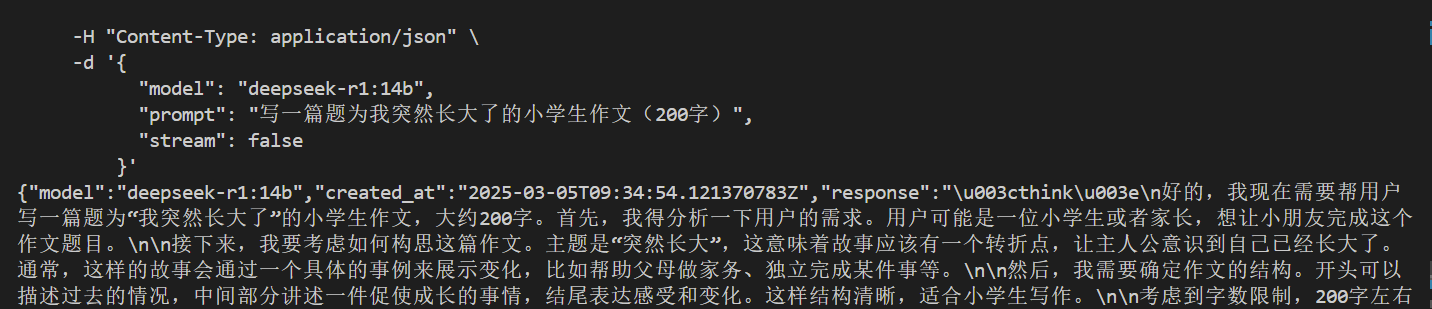 -H "Content-Type: application/json" \
-d '{
"model": "deepseek-r1:14b",
"prompt": "写一篇题为我突然长大了的小学生作文（200字）",
"stream": false
}'
{"model":"deepseek-r1:14b","created_at":"2025-03-05T09:34:54.121370783Z","response":"\u003cthink\u003e\n好的，我现在需要帮用户
写一篇题为“我突然长大了”的小学生作文，大约200字。首先，我得分析一下用户的需求。用户可能是一位小学生或者家长，想让小朋友完成这个
作文题目。\n\n接下来，我要考虑如何构思这篇作文。主题是“突然长大”，这意味着故事应该有一个转折点，让主人公意识到自己已经长大了。
通常，这样的故事会通过一个具体的事例来展示变化，比如帮助父母做家务、独立完成某件事等。\n\n然后，我需要确定作文的结构。开头可以
描述过去的情况，中间部分讲述一件促使成长的事情，结尾表达感受和变化。这样结构清晰，适合小学生写作。\n\n考虑到字数限制，200字左右